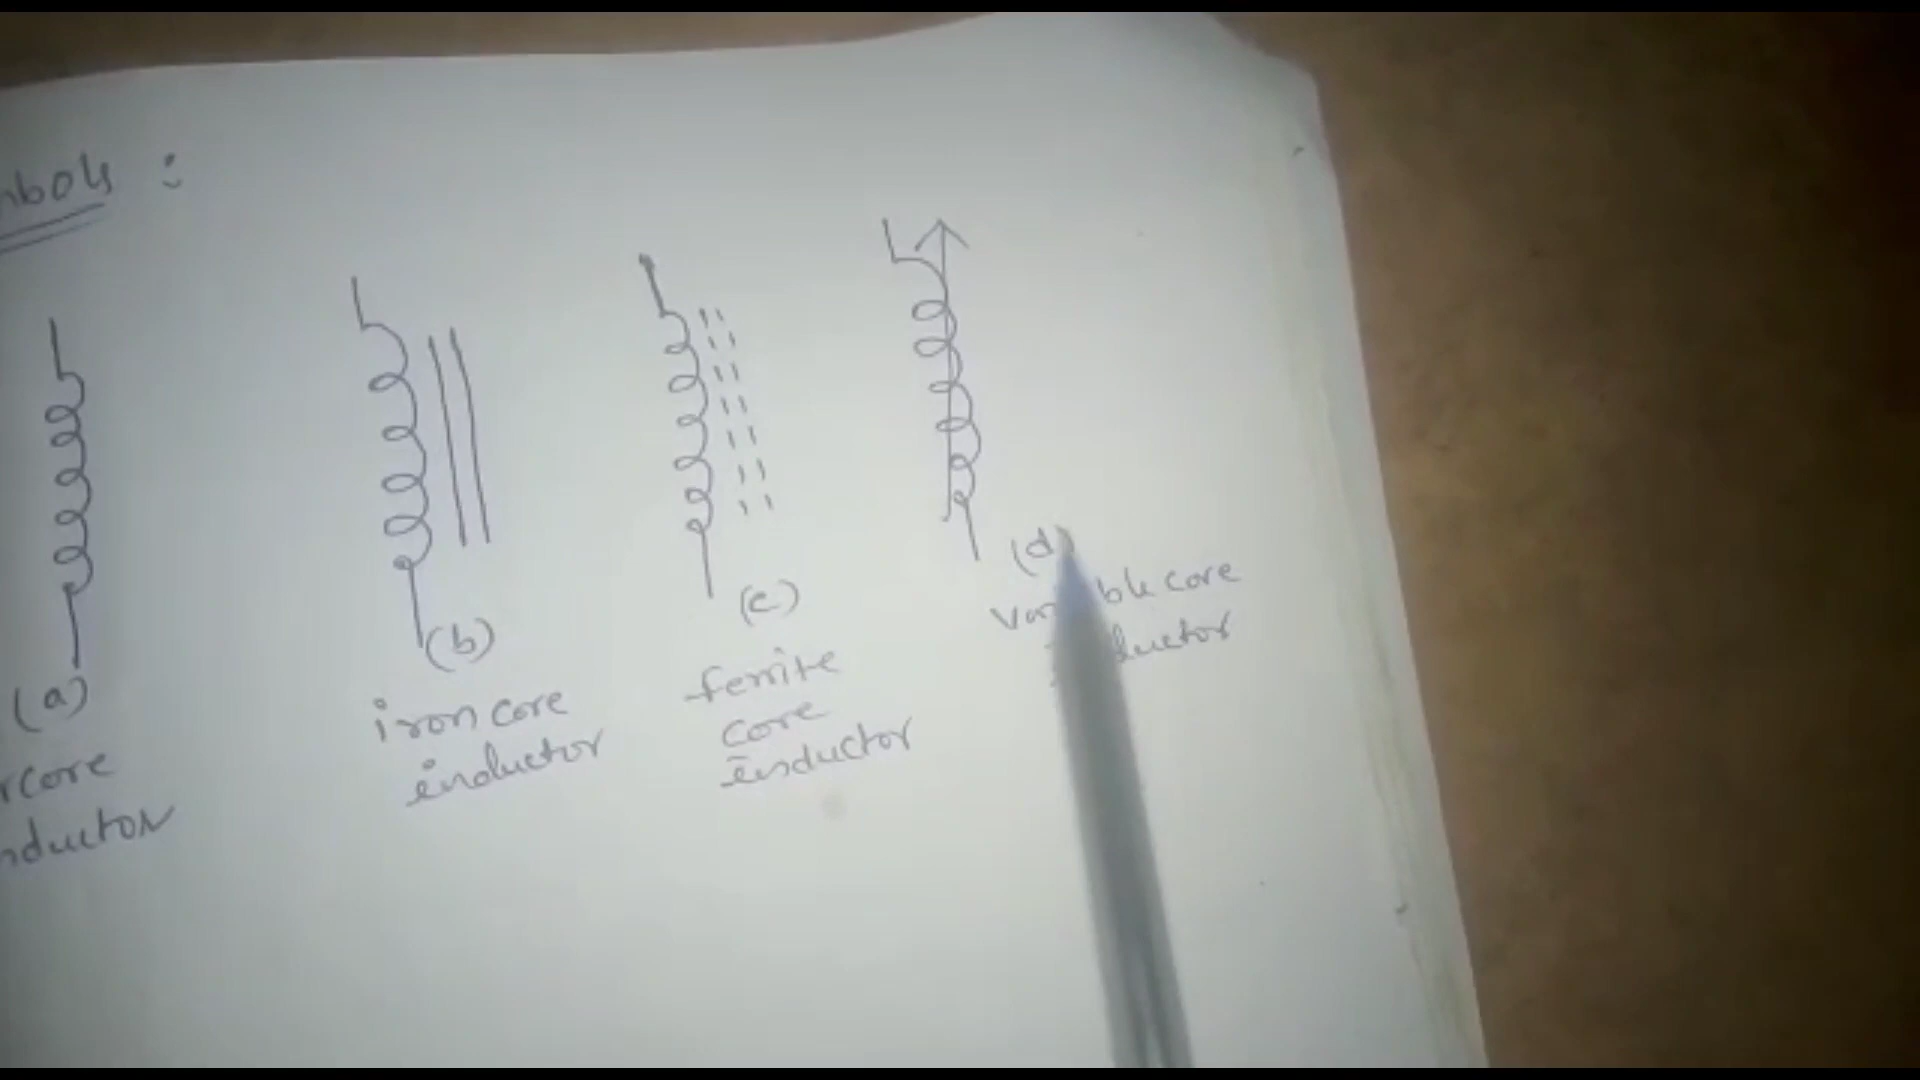 mbols :
(a)
rcore
nductor
(b)
iron core
inductor
(c)
ferrite
core
inductor
(d)
core